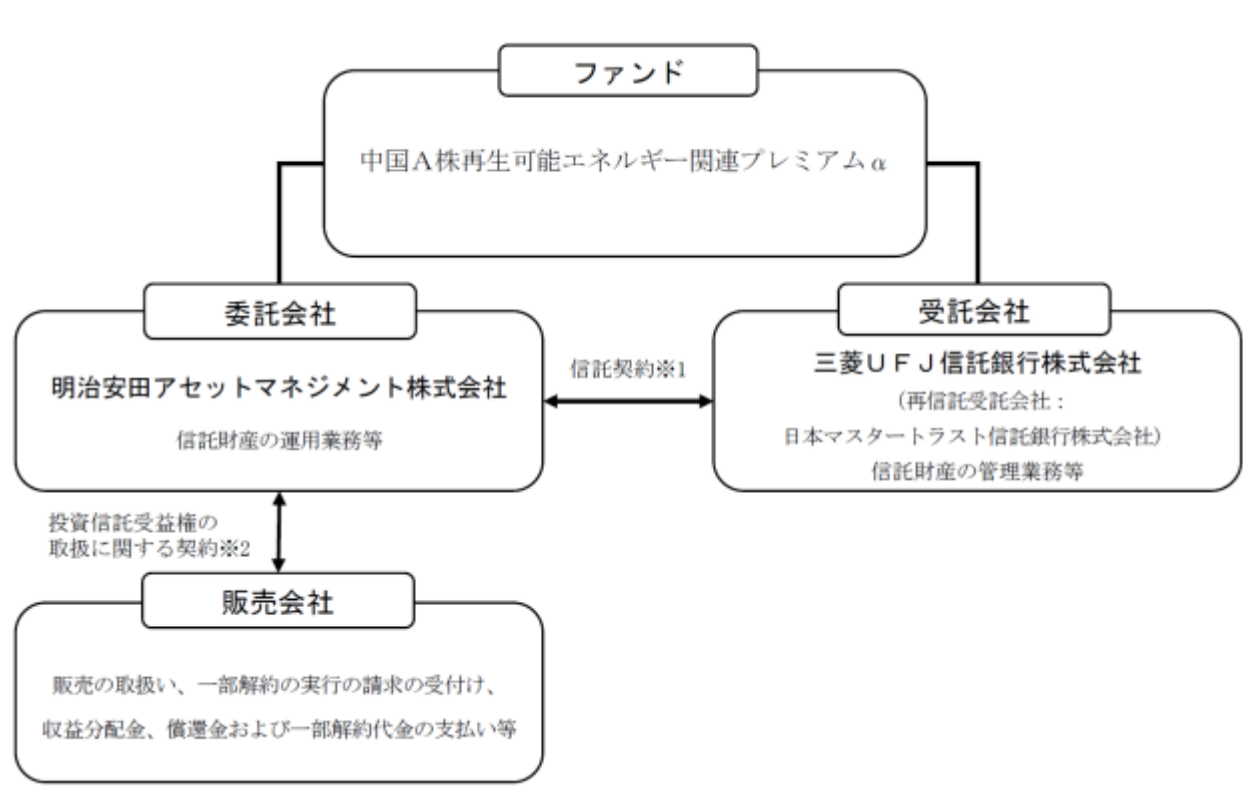 ファンド
中国A株再生可能エネルギー関連プレミアムα
委託会社
明治安田アセットマネジメント株式会社
信託財産の運用業務等
信託契約※1
受託会社
三菱UFJ信託銀行株式会社
(再信託受託会社:
日本マスタートラスト信託銀行株式会社)
信託財産の管理業務等
投資信託受益権の
取扱に関する契約※2
販売会社
販売の取扱い、一部解約の実行の請求の受付け、
収益分配金、償還金および一部解約代金の支払い等